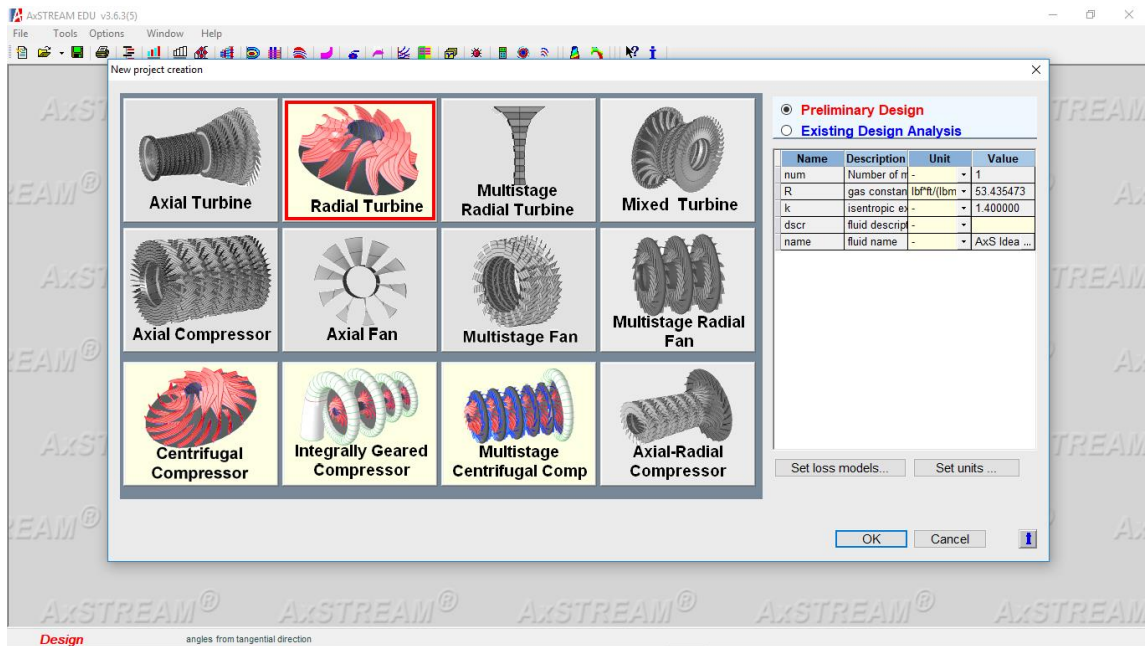 AxSTREAM EDU v3.6.3(5)
File Tools Options Window Help
New project creation
Axial Turbine
Radial Turbine
Multistage
Radial Turbine
Mixed Turbine
Axial Compressor
Axial Fan
Multistage Fan
Multistage Radial
Fan
Centrifugal
Compressor
Integrally Geared
Compressor
Multistage
Centrifugal Comp
Axial-Radial
Compressor
Preliminary Design
Existing Design Analysis
Name Description Unit Value
num Number of m - 1
R gas constan lbf*ft/(lbm 53.435473
k isentropic ex - 1.400000
dscr fluid descript -
name fluid name - AxS Idea ...
Set loss models... Set units ...
OK Cancel
AxSTREAM® AxSTREAM® AxSTREAM® AxSTREAM® AxSTREAM
Design angles from tangential direction